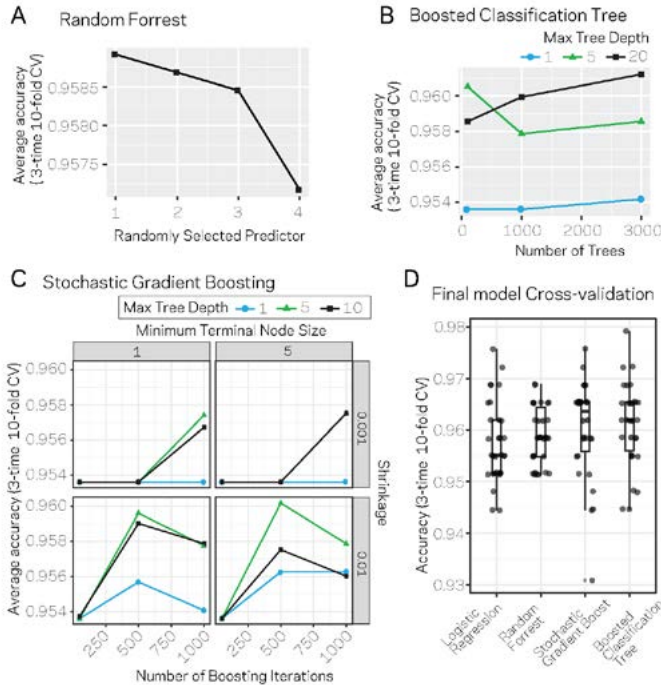 A
Random Forrest
Average accuracy
(3-time 10-fold CV)
0.9585
0.9580
0.9575
1 2 3 4
Randomly Selected Predictor
B
Boosted Classification Tree
Max Tree Depth
1 5 20
Average accuracy
(3-time 10-fold CV)
0.960
0.958
0.956
0.954
0 1000 2000 3000
Number of Trees
C
Stochastic Gradient Boosting
Max Tree Depth 1 5 10
Minimum Terminal Node Size
1 5
Average accuracy (3-time 10-fold CV)
0.960
0.958
0.956
0.954
0.001
0.960
0.958
0.956
0.954
0.01
Shrinkage
250 500 750 1000 250 500 750 1000
Number of Boosting Iterations
D
Final model Cross-validation
Accuracy (3-time 10-fold CV)
0.98
0.97
0.96
0.95
0.94
0.93
Logistic
Regression
Random
Forrest
Stochastic
Gradient Boost
Boosted
Classification
Tree